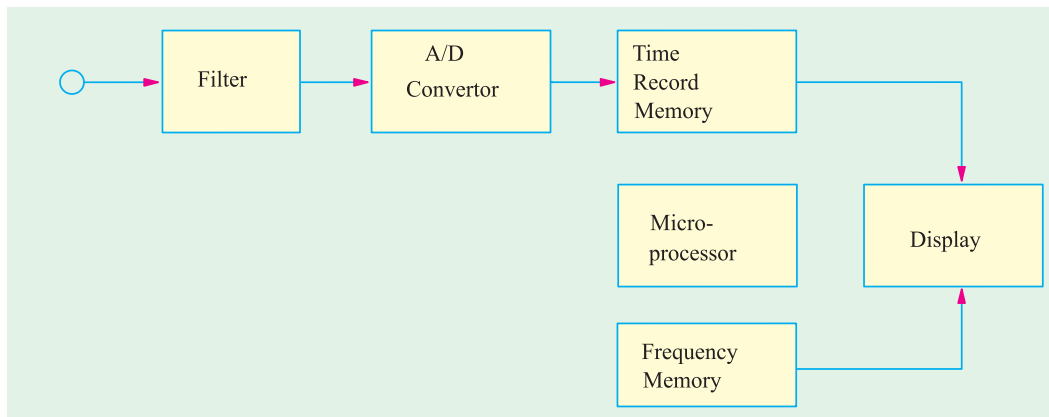 Filter
A/D
Convertor
Time
Record
Memory
Micro-
processor
Display
Frequency
Memory